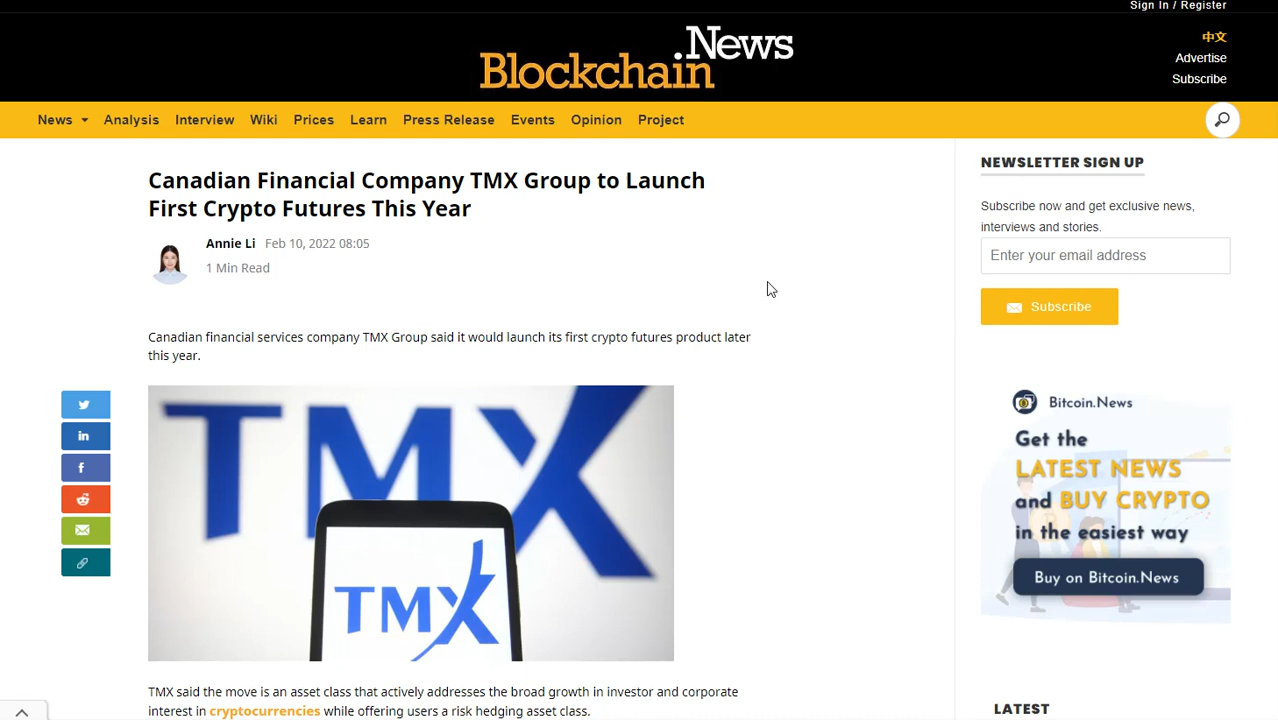 Sign In / Register
Blockchain.News
中文
Advertise
Subscribe
News
Analysis
Interview
Wiki
Prices
Learn
Press Release
Events
Opinion
Project
Canadian Financial Company TMX Group to Launch
First Crypto Futures This Year
Annie Li Feb 10, 2022 08:05
1 Min Read
Canadian financial services company TMX Group said it would launch its first crypto futures product later
this year.
in
f
TMX
TMX
TMX said the move is an asset class that actively addresses the broad growth in investor and corporate
interest in cryptocurrencies while offering users a risk hedging asset class.
NEWSLETTER SIGN UP
Subscribe now and get exclusive news,
interviews and stories.
Enter your email address
Subscribe
Bitcoin.News
Get the
LATEST NEWS
and BUY CRYPTO
in the easiest way
Buy on Bitcoin.News
LATEST